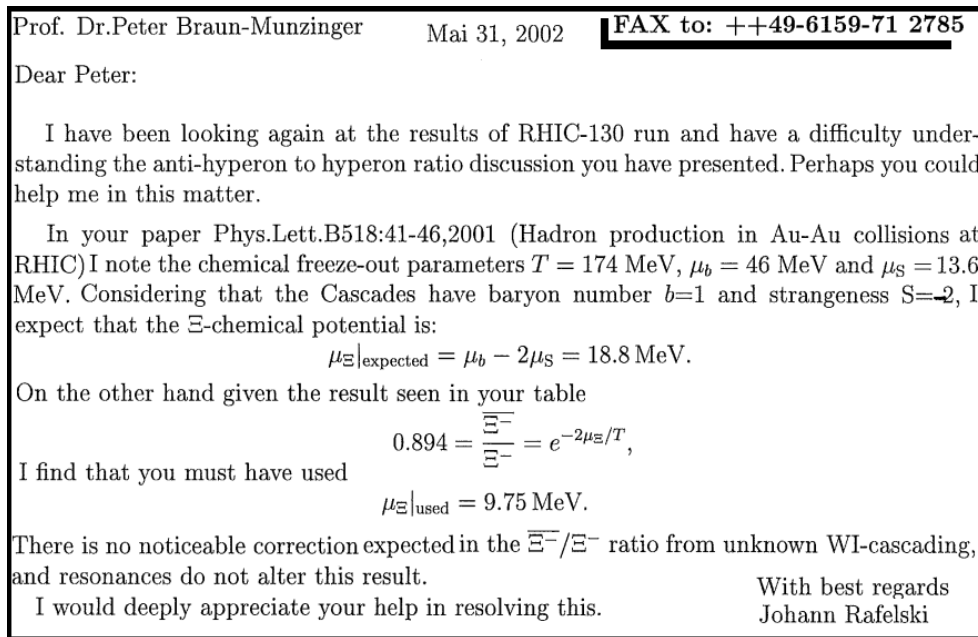 Prof. Dr.Peter Braun-Munzinger Mai 31, 2002 FAX to: ++49-6159-71 2785
Dear Peter:
I have been looking again at the results of RHIC-130 run and have a difficulty under-
standing the anti-hyperon to hyperon ratio discussion you have presented. Perhaps you could
help me in this matter.
In your paper Phys.Lett.B518:41-46,2001 (Hadron production in Au-Au collisions at
RHIC) I note the chemical freeze-out parameters T = 174 MeV, μ_b = 46 MeV and μ_S = 13.6
MeV. Considering that the Cascades have baryon number b=1 and strangeness S=-2, I
expect that the Ξ-chemical potential is:
μ_Ξ|_expected = μ_b − 2μ_S = 18.8 MeV.
On the other hand given the result seen in your table
0.894 = \overline{Ξ^−}/Ξ^− = e^{−2μ_Ξ/T},
I find that you must have used
μ_Ξ|_used = 9.75 MeV.
There is no noticeable correction expected in the \overline{Ξ^−}/Ξ^− ratio from unknown WI-cascading,
and resonances do not alter this result.
I would deeply appreciate your help in resolving this.
With best regards
Johann Rafelski